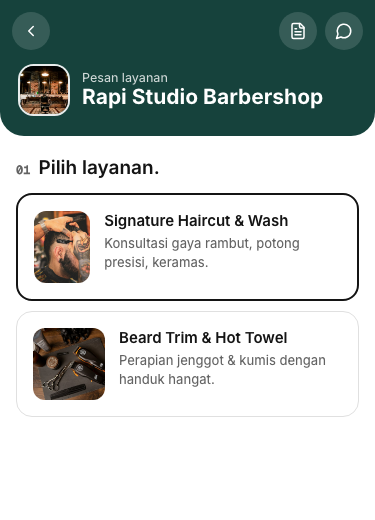 Pesan layanan
Rapi Studio Barbershop
01 Pilih layanan.
Signature Haircut & Wash
Konsultasi gaya rambut, potong
presisi, keramas.
Beard Trim & Hot Towel
Perapian jenggot & kumis dengan
handuk hangat.